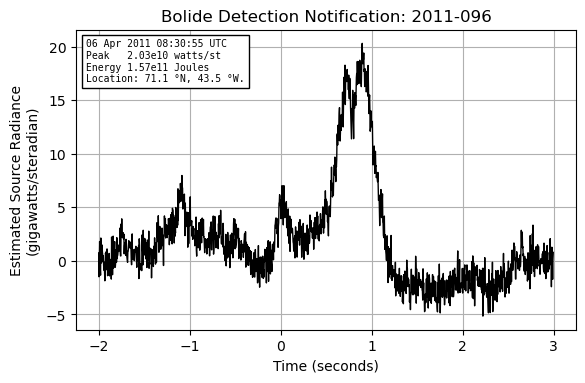 Bolide Detection Notification: 2011-096
06 Apr 2011 08:30:55 UTC
Peak   2.03e10 watts/st
Energy 1.57e11 Joules
Location: 71.1 °N, 43.5 °W.
Estimated Source Radiance
(gigawatts/steradian)
20
15
10
5
0
−5
−2
−1
0
1
2
3
Time (seconds)